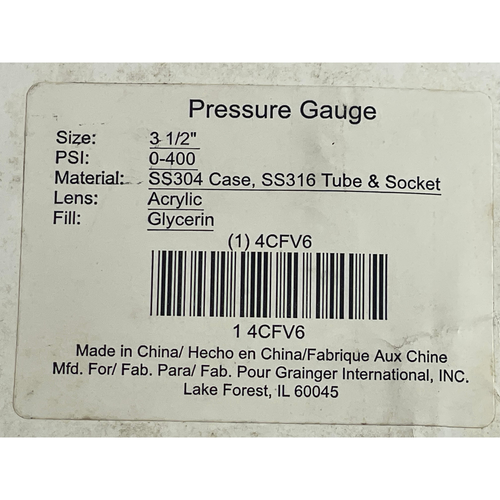 Pressure Gauge
Size: 3 1/2"
PSI: 0-400
Material: SS304 Case, SS316 Tube & Socket
Lens: Acrylic
Fill: Glycerin
(1) 4CFV6
1 4CFV6
Made in China/ Hecho en China/Fabrique Aux Chine
Mfd. For/ Fab. Para/ Fab. Pour Grainger International, INC.
Lake Forest, IL 60045